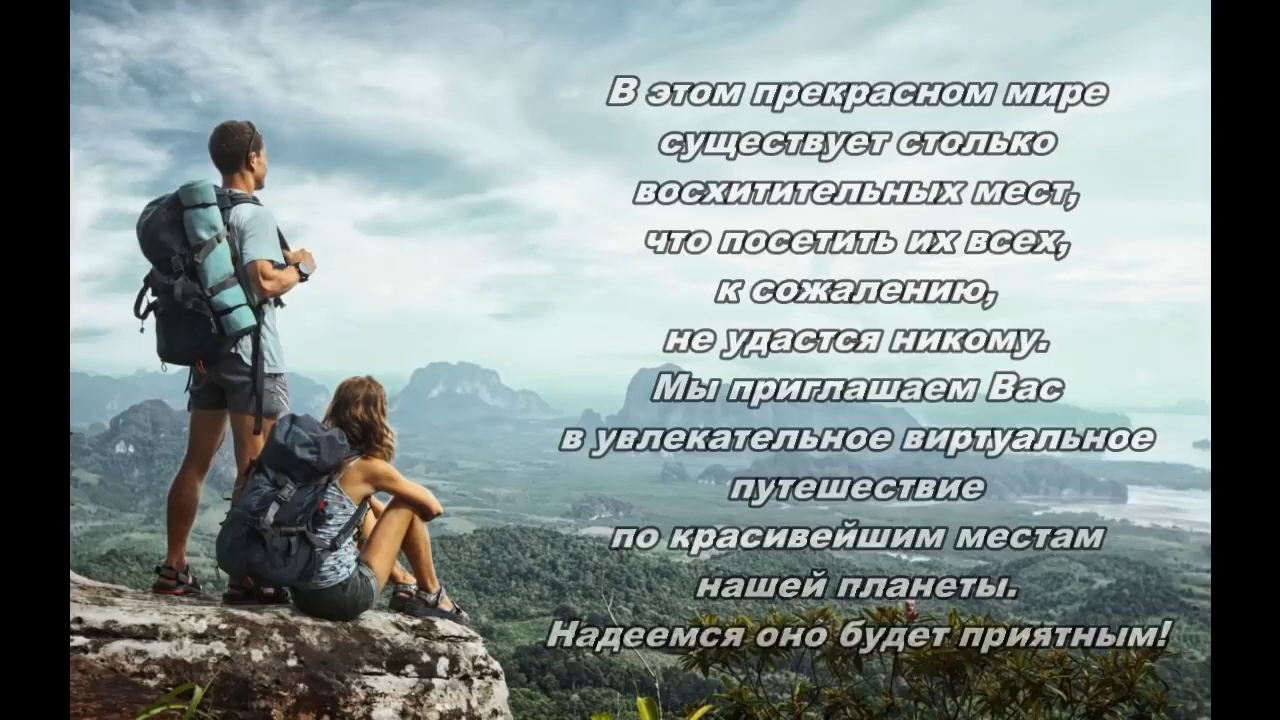 В этом прекрасном мире
существует столько
восхитительных мест,
что посетить их всех,
к сожалению,
не удастся никому.
Мы приглашаем Вас
в увлекательное виртуальное
путешествие
по красивейшим местам
нашей планеты.
Надеемся оно будет приятным!